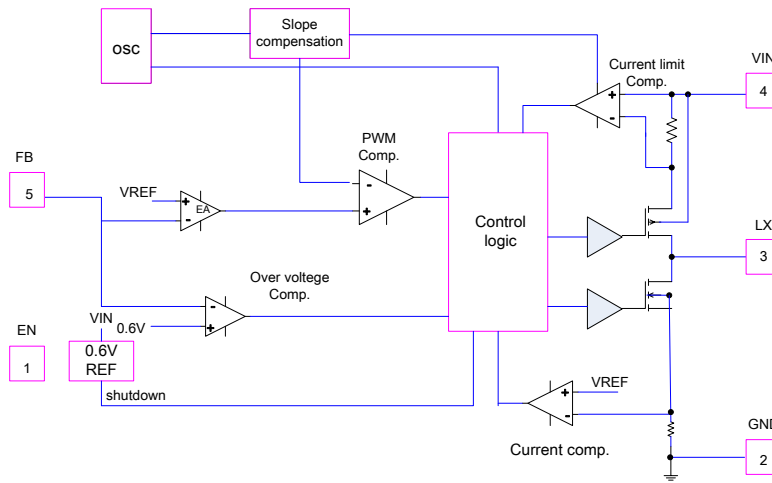 OSC
Slope
compensation
Current limit
Comp.
VIN
4
+
-
FB
5
PWM
Comp.
-
+
VREF
+
-
EA
Control
logic
LX
3
Over voltege
Comp.
-
+
VIN
0.6V
EN
1
0.6V
REF
shutdown
VREF
+
-
Current comp.
GND
2